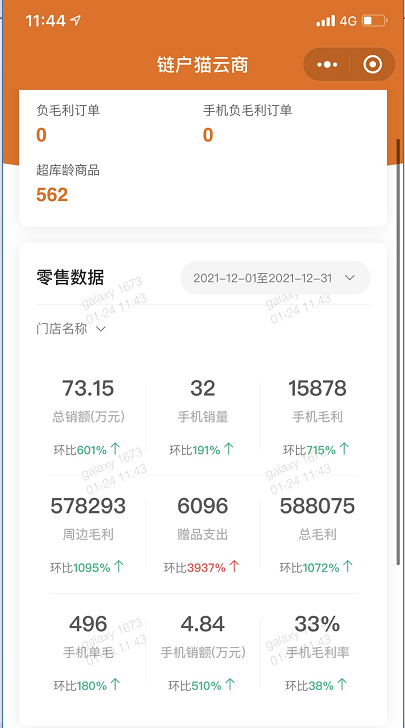 11:44 4G
链户猫云商
负毛利订单 手机负毛利订单
0 0
超库龄商品
562
零售数据 2021-12-01至2021-12-31
galaxy 1673 galaxy 1673
01-24 11:43 01-24 11:43
门店名称
73.15 32 15878
总销额(万元) 手机销量 手机毛利
环比601% 环比191% 环比715%
galaxy 1673 galaxy 1673
01-24 11:43 01-24 11:43
578293 6096 588075
周边毛利 赠品支出 总毛利
环比1095% 环比3937% 环比1072%
496 4.84 33%
galaxy 1673 galaxy 1673
01-24 11:43 01-24 11:43
手机单毛 手机销额(万元) 手机毛利率
环比180% 环比510% 环比38%